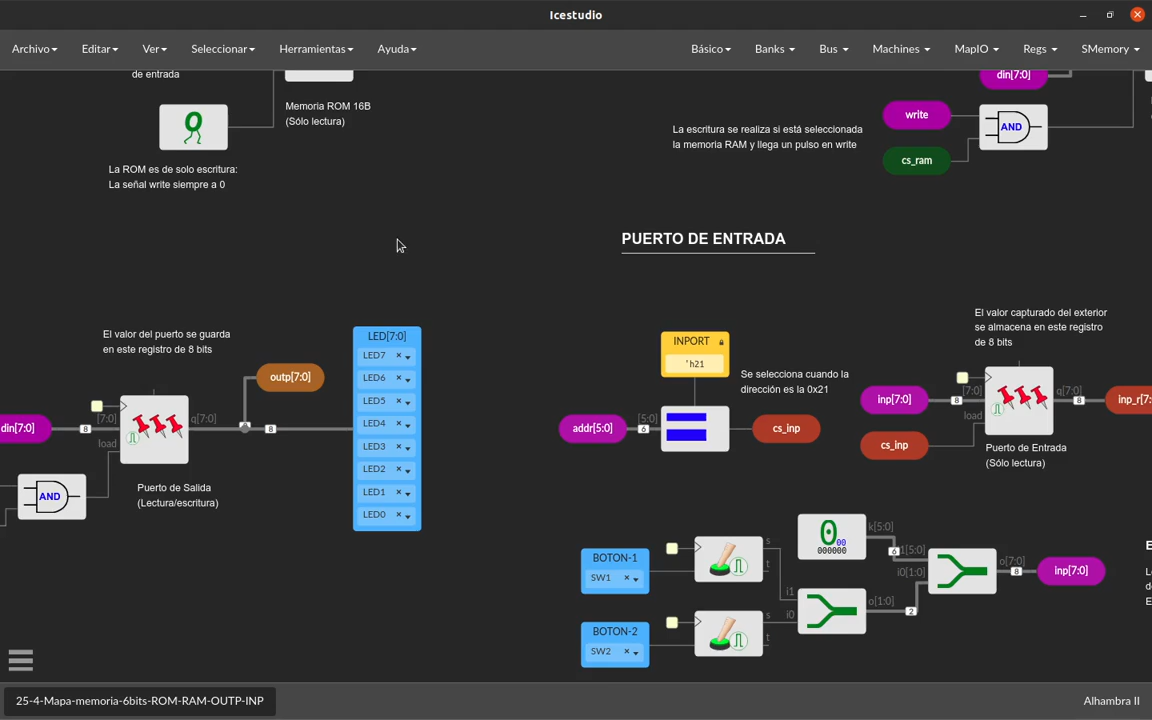 Icestudio
Archivo
Editar
Ver
Seleccionar
Herramientas
Ayuda
Básico
Banks
Bus
Machines
MapIO
Regs
SMemory
de entrada
0
Memoria ROM 16B
(Sólo lectura)
La ROM es de solo escritura:
La señal write siempre a 0
din[7:0]
write
AND
cs_ram
La escritura se realiza si está seleccionada
la memoria RAM y llega un pulso en write
PUERTO DE ENTRADA
El valor del puerto se guarda
en este registro de 8 bits
outp[7:0]
din[7:0]
8
[7:0]
load
q[7:0]
8
AND
Puerto de Salida
(Lectura/escritura)
LED[7:0]
LED7
LED6
LED5
LED4
LED3
LED2
LED1
LED0
INPORT
'h21
Se selecciona cuando la
dirección es la 0x21
addr[5:0]
6
[5:0]
cs_inp
El valor capturado del exterior
se almacena en este registro
de 8 bits
inp[7:0]
8
[7:0]
load
q[7:0]
8
inp_r[7:
cs_inp
Puerto de Entrada
(Sólo lectura)
BOTON-1
SW1
s
t
BOTON-2
SW2
s
t
0
00
000000
k[5:0]
6
i1
i0
o[1:0]
2
1[5:0]
i0[1:0]
o[7:0]
8
inp[7:0]
25-4-Mapa-memoria-6bits-ROM-RAM-OUTP-INP
Alhambra II